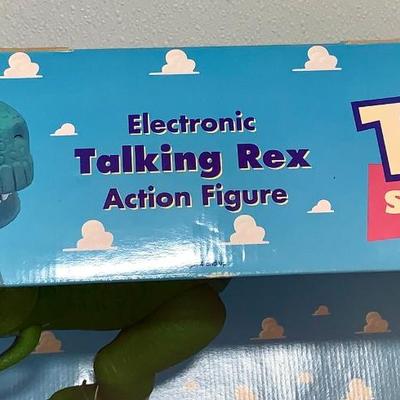 Electronic
Talking Rex
Action Figure
T
S